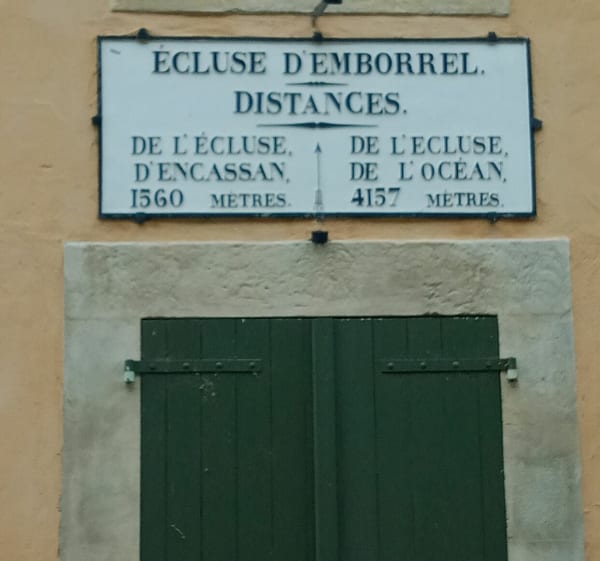 ÉCLUSE D'EMBORREL.
DISTANCES.
DE L'ÉCLUSE,
D'ENCASSAN,
1560 MÈTRES.
DE L'ECLUSE,
DE L'OCÉAN,
4157 MÈTRES.